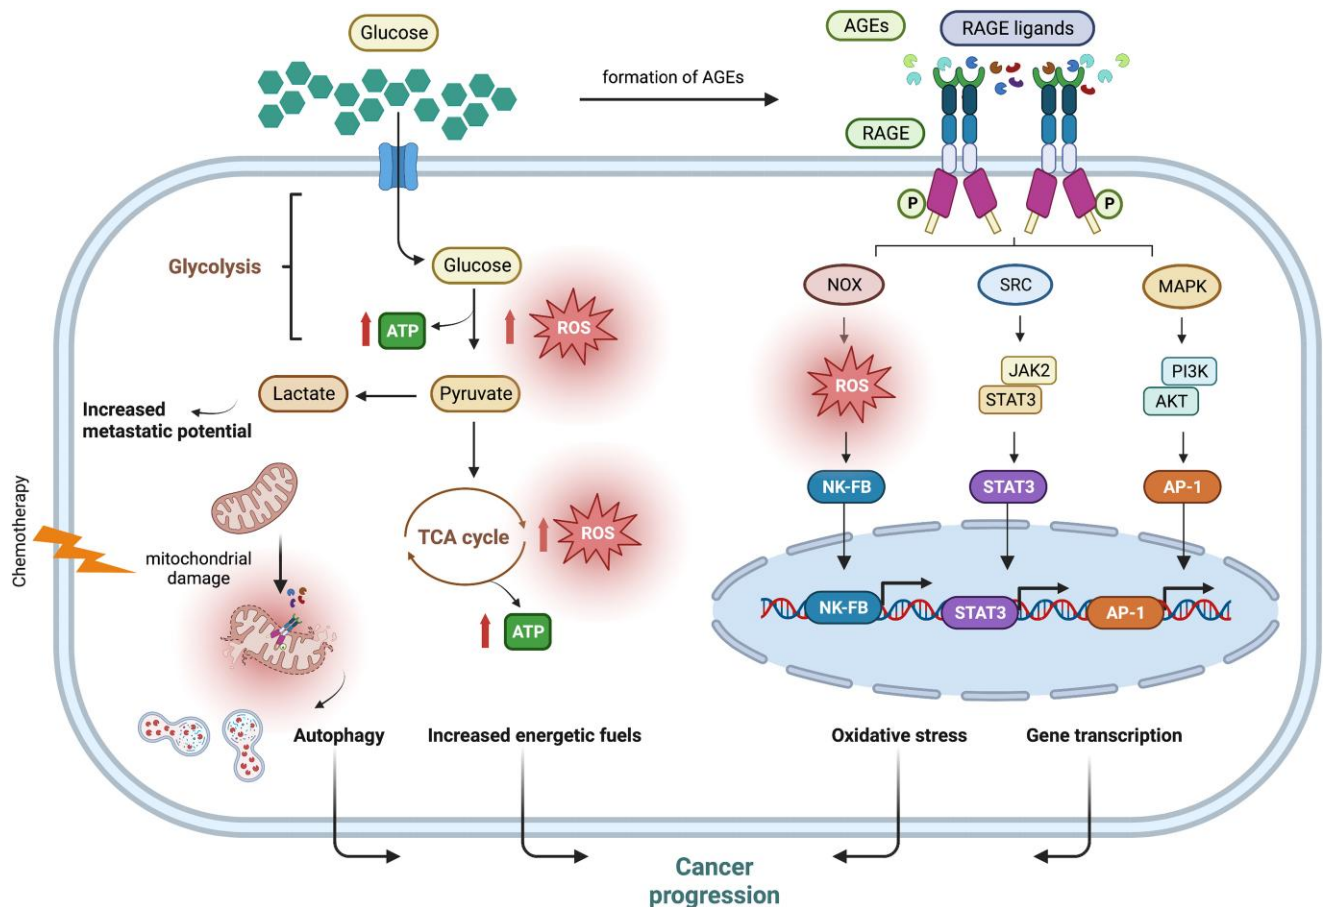 Glucose
formation of AGEs
AGEs
RAGE ligands
RAGE
P
P
Glycolysis
Glucose
ATP
ROS
Lactate
Pyruvate
Increased
metastatic potential
TCA cycle
ROS
ATP
Chemotherapy
mitochondrial
damage
NOX
SRC
MAPK
ROS
JAK2
STAT3
PI3K
AKT
NK-FB
STAT3
AP-1
NK-FB
STAT3
AP-1
Autophagy
Increased energetic fuels
Oxidative stress
Gene transcription
Cancer
progression